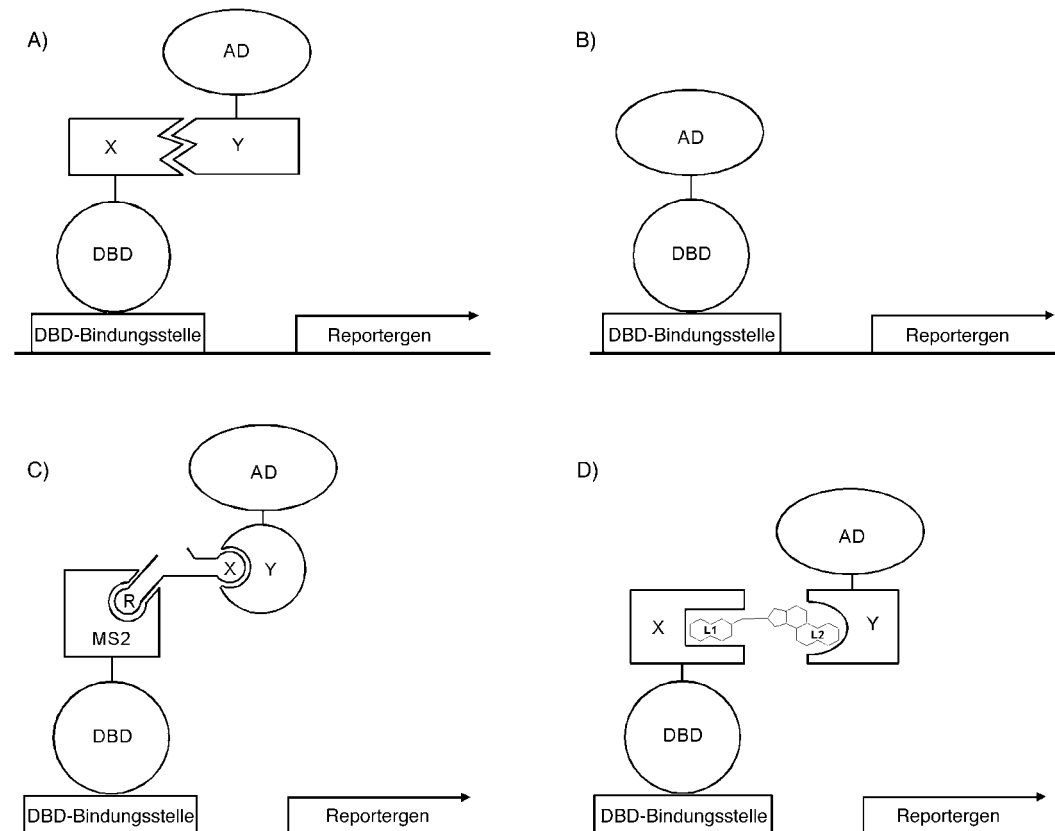 A)
AD
X
Y
DBD
DBD-Bindungsstelle
Reportergen
B)
AD
DBD
DBD-Bindungsstelle
Reportergen
C)
AD
X
Y
R
MS2
DBD
DBD-Bindungsstelle
Reportergen
D)
AD
X
L1
L2
Y
DBD
DBD-Bindungsstelle
Reportergen